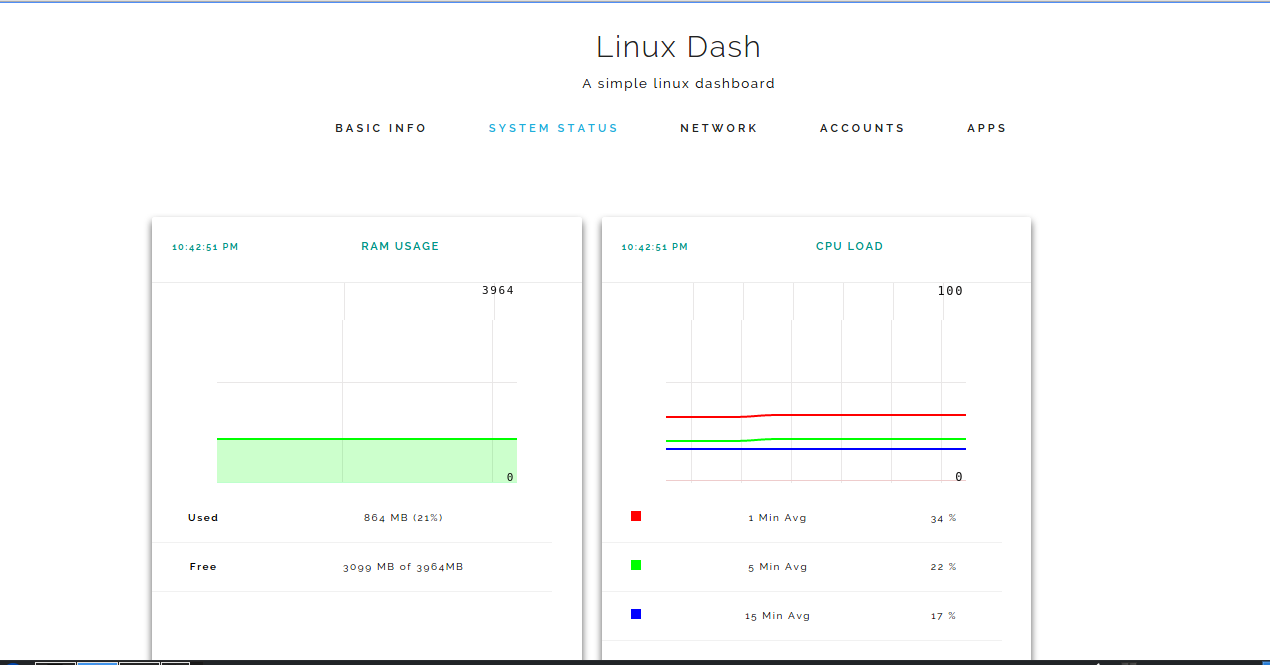 Linux Dash
A simple linux dashboard
BASIC INFO SYSTEM STATUS NETWORK ACCOUNTS APPS
10:42:51 PM RAM USAGE
3964
0
Used 864 MB (21%)
Free 3099 MB of 3964MB
10:42:51 PM CPU LOAD
100
0
1 Min Avg 34 %
5 Min Avg 22 %
15 Min Avg 17 %